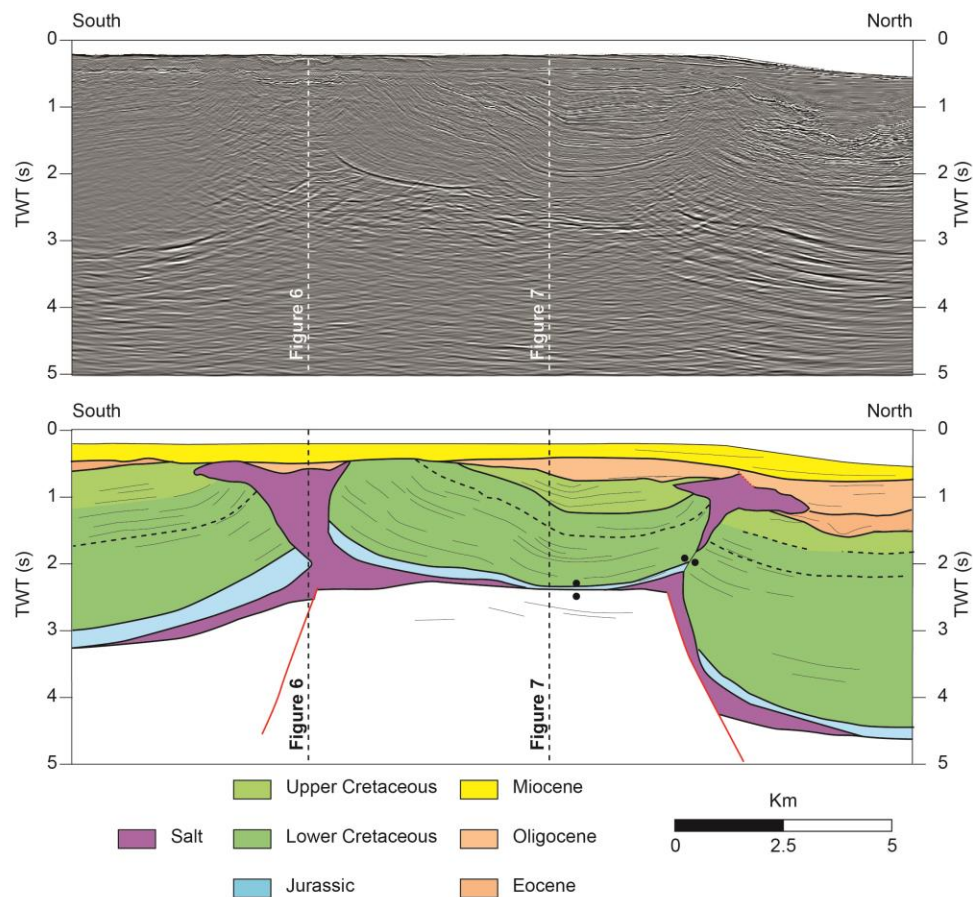 South North
0 0
1 1
2 2
3 3
4 4
5 5
TWT (s) TWT (s)
Figure 6 Figure 7
South North
0 0
1 1
2 2
3 3
4 4
5 5
TWT (s) TWT (s)
Figure 6 Figure 7
Upper Cretaceous Miocene Km
Salt Lower Cretaceous Oligocene
0 2.5 5
Jurassic Eocene